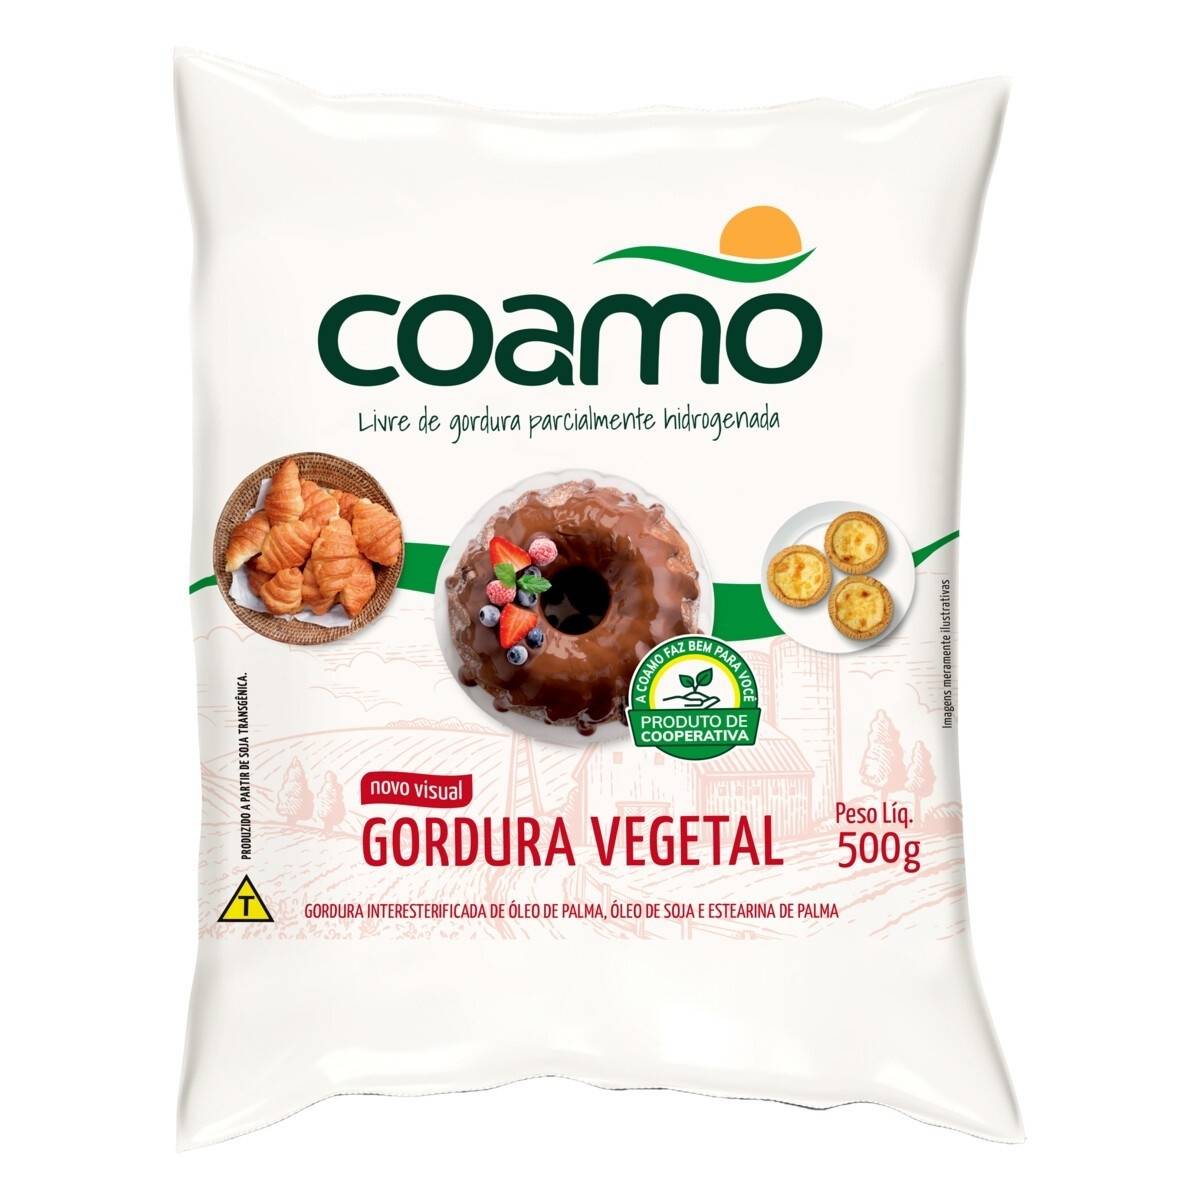 coamo
Livre de gordura parcialmente hidrogenada
A COAMO FAZ BEM PARA VOCÊ
PRODUTO DE
COOPERATIVA
Imagens meramente ilustrativas
PRODUZIDO A PARTIR DE SOJA TRANSGÊNICA.
novo visual
GORDURA VEGETAL
Peso Líq.
500g
T
GORDURA INTERESTERIFICADA DE ÓLEO DE PALMA, ÓLEO DE SOJA E ESTEARINA DE PALMA